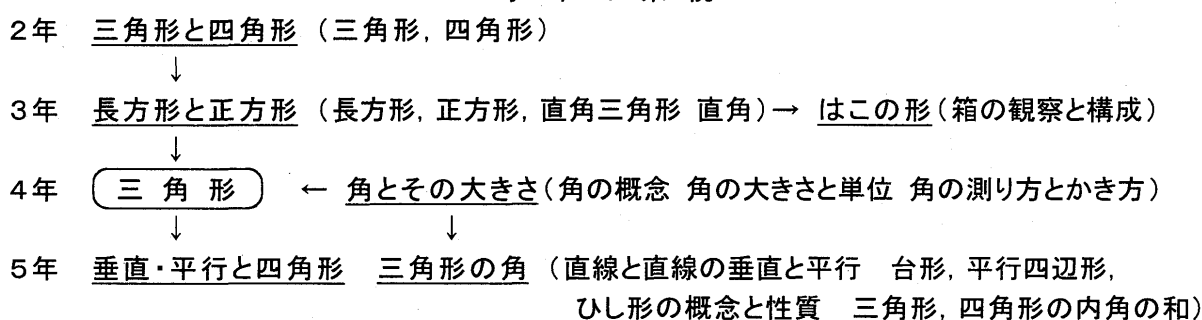 2年 三角形と四角形 (三角形, 四角形)
↓
3年 長方形と正方形 (長方形, 正方形, 直角三角形 直角)→ はこの形(箱の観察と構成)
↓
4年 三角形 ← 角とその大きさ(角の概念 角の大きさと単位 角の測り方とかき方)
↓ ↓
5年 垂直・平行と四角形 三角形の角 (直線と直線の垂直と平行 台形, 平行四辺形,
ひし形の概念と性質 三角形, 四角形の内角の和)